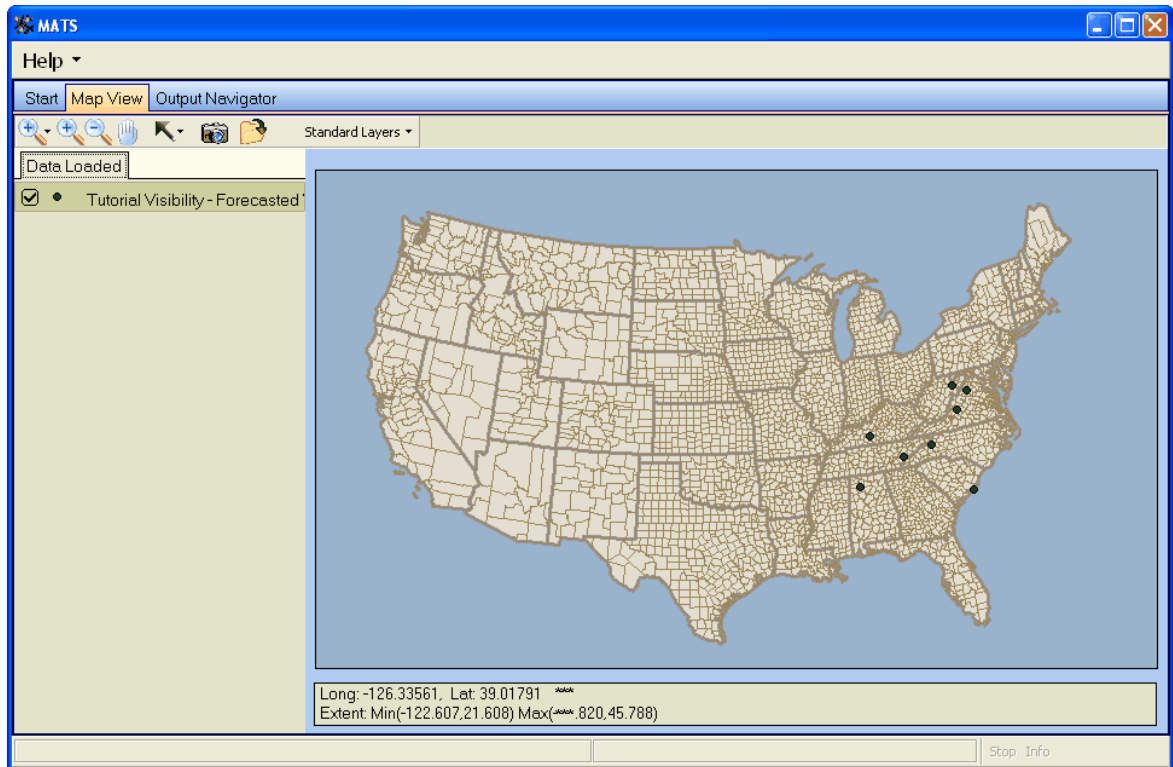 MATS
Help
Start Map View Output Navigator
Standard Layers
Data Loaded
Tutorial Visibility - Forecasted
Long: -126.33561, Lat: 39.01791 ***
Extent: Min(-122.607,21.608) Max(***.820,45.788)
Stop Info